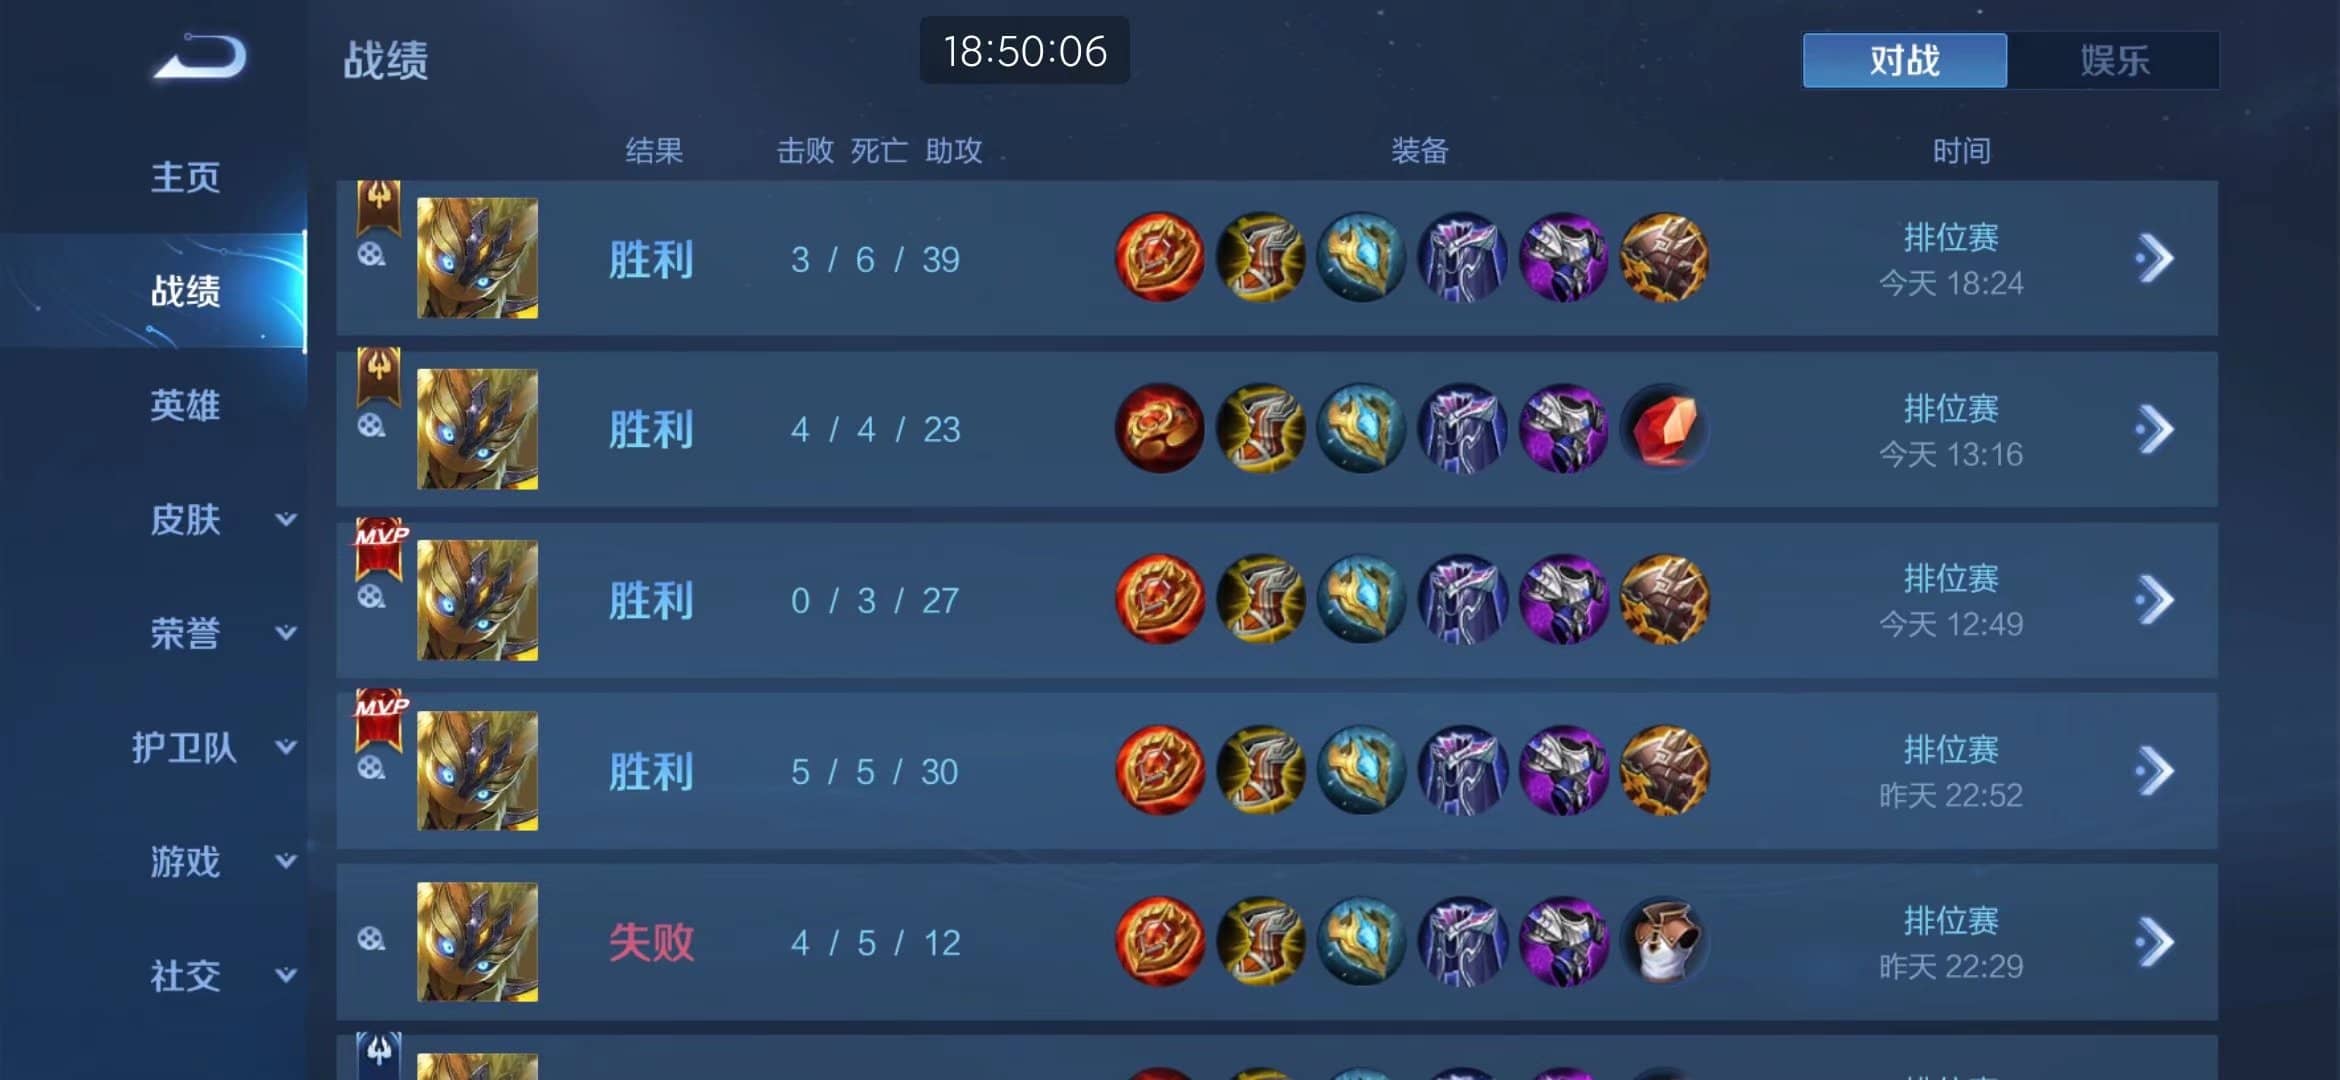 战绩
18:50:06
对战
娱乐
主页
战绩
英雄
皮肤
荣誉
护卫队
游戏
社交
结果
击败 死亡 助攻
装备
时间
胜利
3 / 6 / 39
排位赛
今天 18:24
胜利
4 / 4 / 23
排位赛
今天 13:16
MVP
胜利
0 / 3 / 27
排位赛
今天 12:49
MVP
胜利
5 / 5 / 30
排位赛
昨天 22:52
失败
4 / 5 / 12
排位赛
昨天 22:29